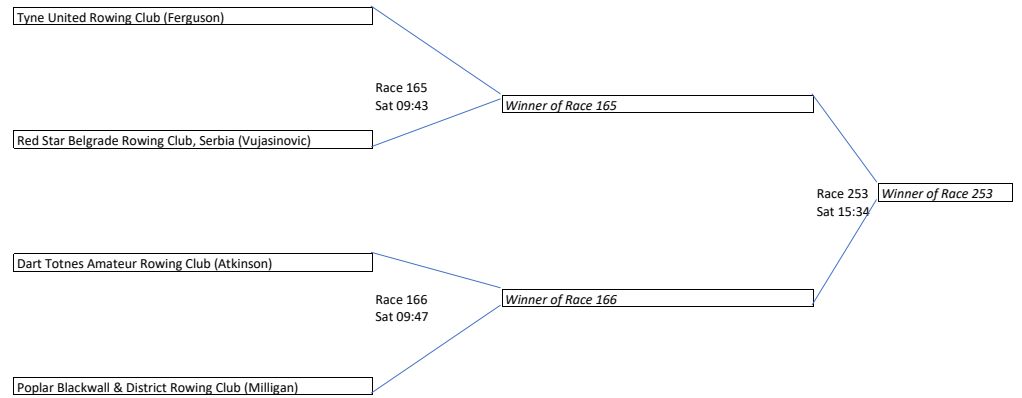 Tyne United Rowing Club (Ferguson)
Race 165
Sat 09:43
Winner of Race 165
Red Star Belgrade Rowing Club, Serbia (Vujasinovic)
Race 253
Sat 15:34
Winner of Race 253
Dart Totnes Amateur Rowing Club (Atkinson)
Race 166
Sat 09:47
Winner of Race 166
Poplar Blackwall & District Rowing Club (Milligan)